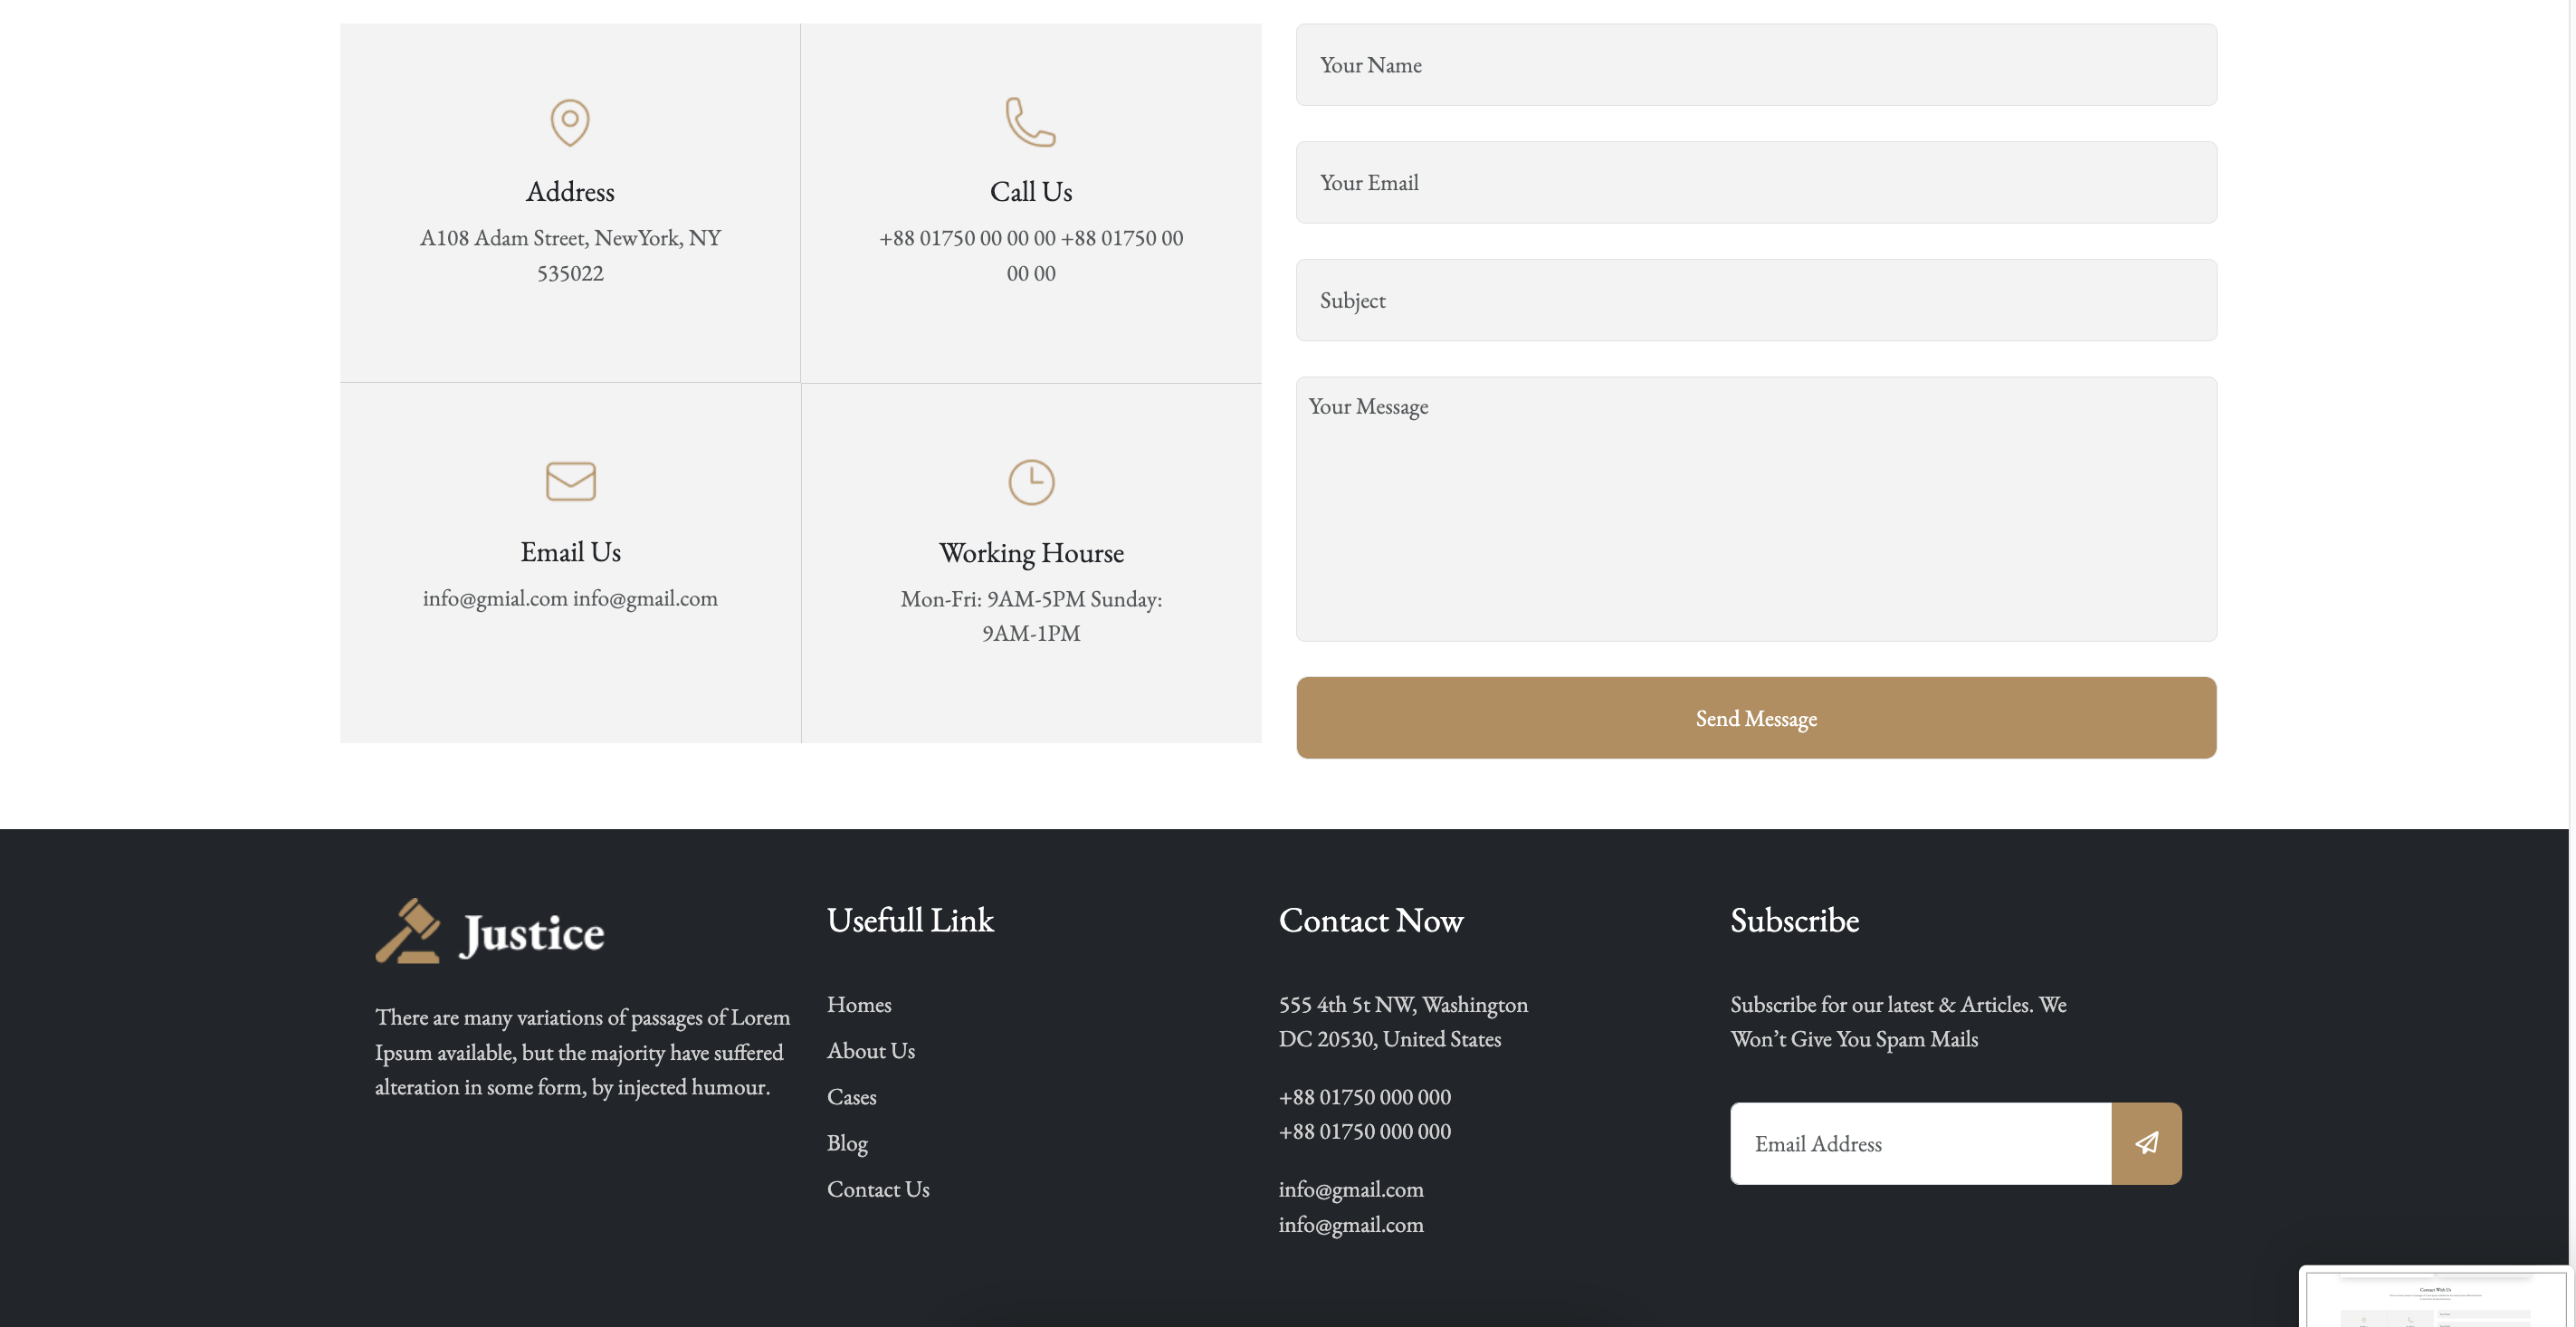 Address
A108 Adam Street, NewYork, NY
535022
Call Us
+88 01750 00 00 00 +88 01750 00
00 00
Email Us
info@gmial.com info@gmail.com
Working Hourse
Mon-Fri: 9AM-5PM Sunday:
9AM-1PM
Your Name
Your Email
Subject
Your Message
Send Message
Justice
There are many variations of passages of Lorem
Ipsum available, but the majority have suffered
alteration in some form, by injected humour.
Usefull Link
Homes
About Us
Cases
Blog
Contact Us
Contact Now
555 4th 5t NW, Washington
DC 20530, United States
+88 01750 000 000
+88 01750 000 000
info@gmail.com
info@gmail.com
Subscribe
Subscribe for our latest & Articles. We
Won’t Give You Spam Mails
Email Address
Contact With Us